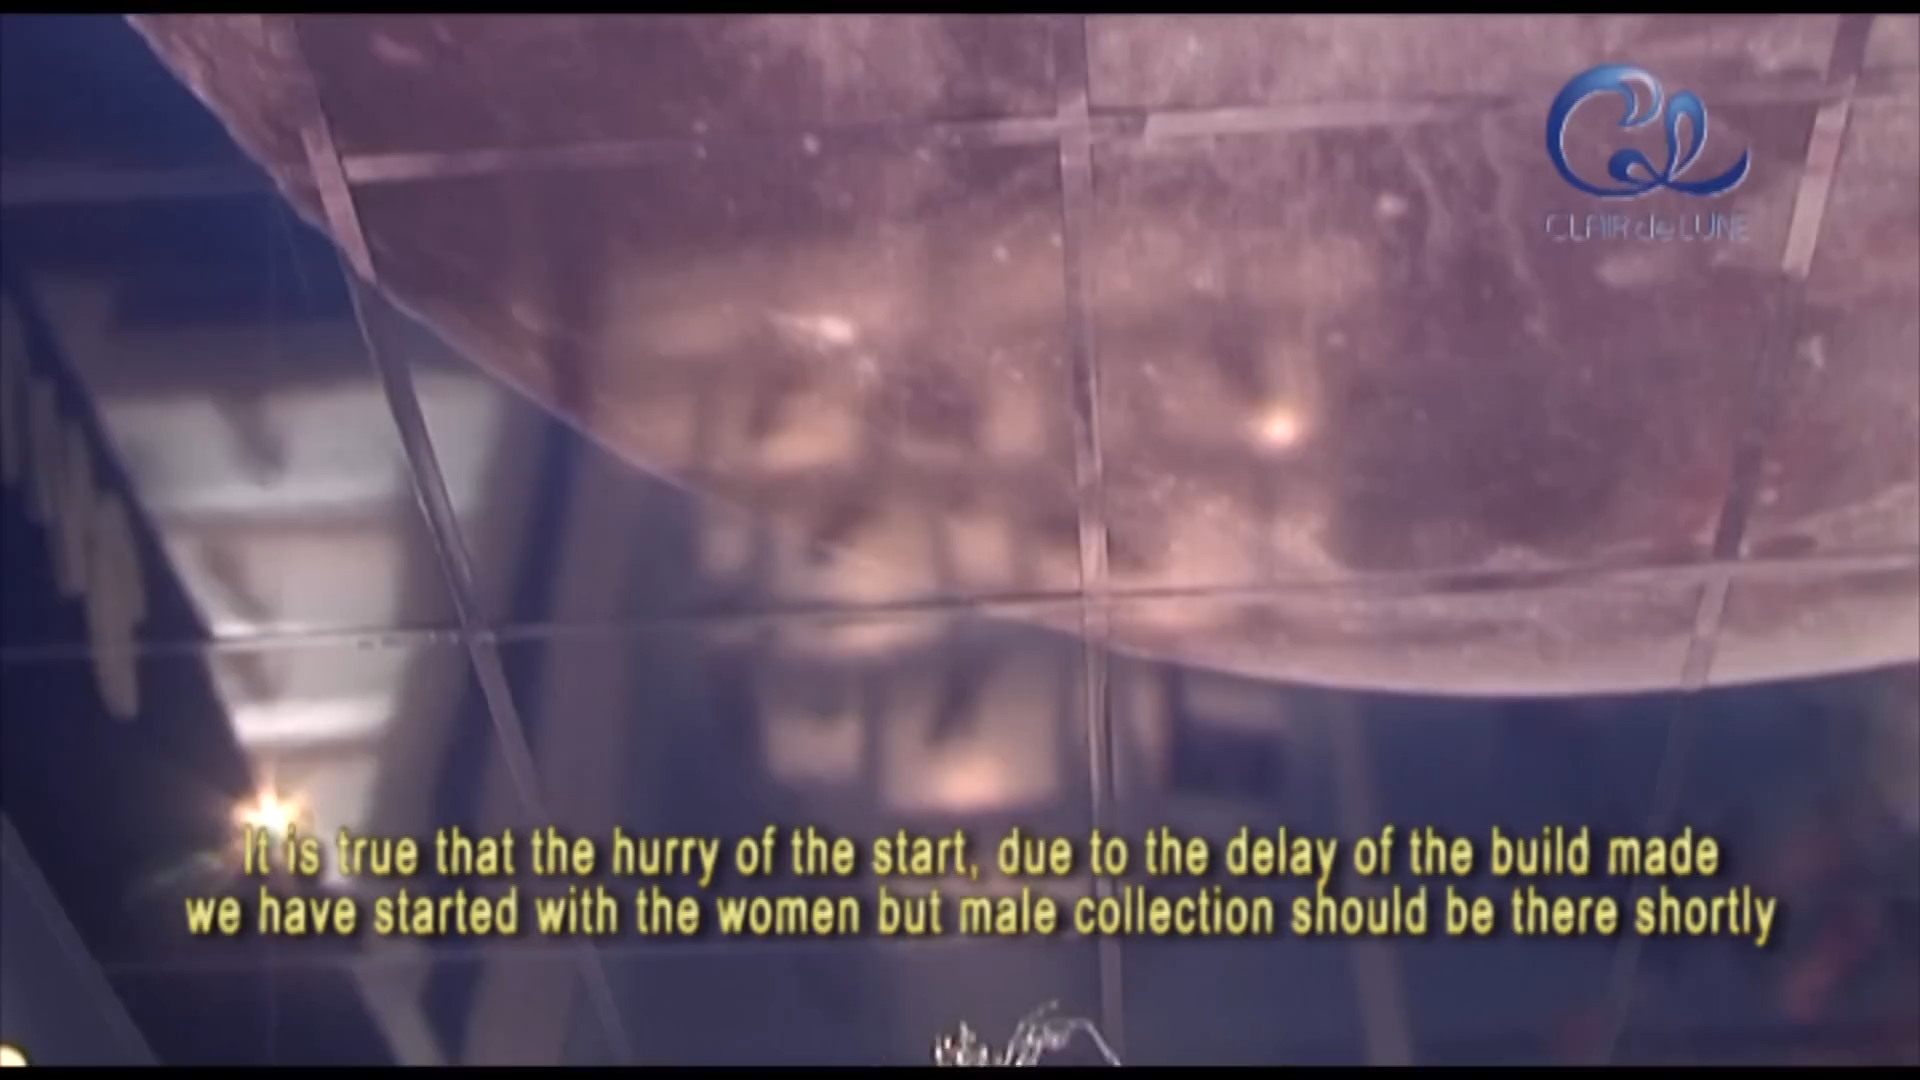 CLAIR de LUNE
It is true that the hurry of the start, due to the delay of the build made
we have started with the women but male collection should be there shortly